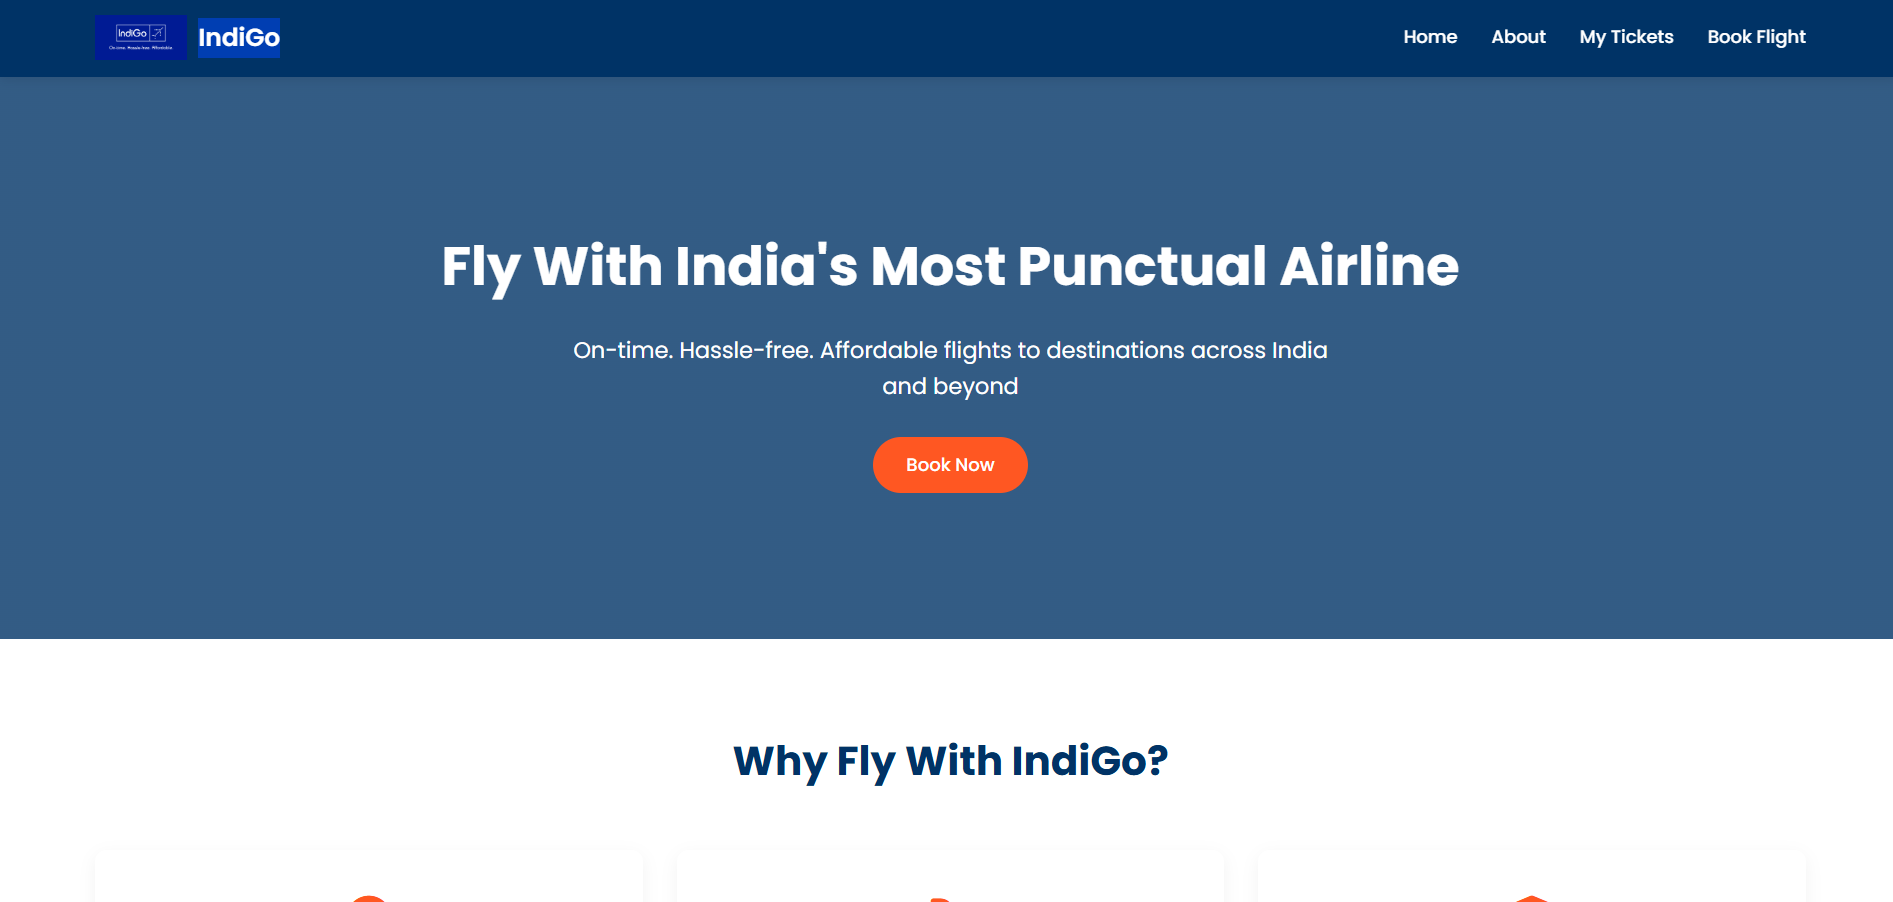 IndiGo
On-time. Hassle-free. Affordable
IndiGo
Home
About
My Tickets
Book Flight
Fly With India's Most Punctual Airline
On-time. Hassle-free. Affordable flights to destinations across India
and beyond
Book Now
Why Fly With IndiGo?